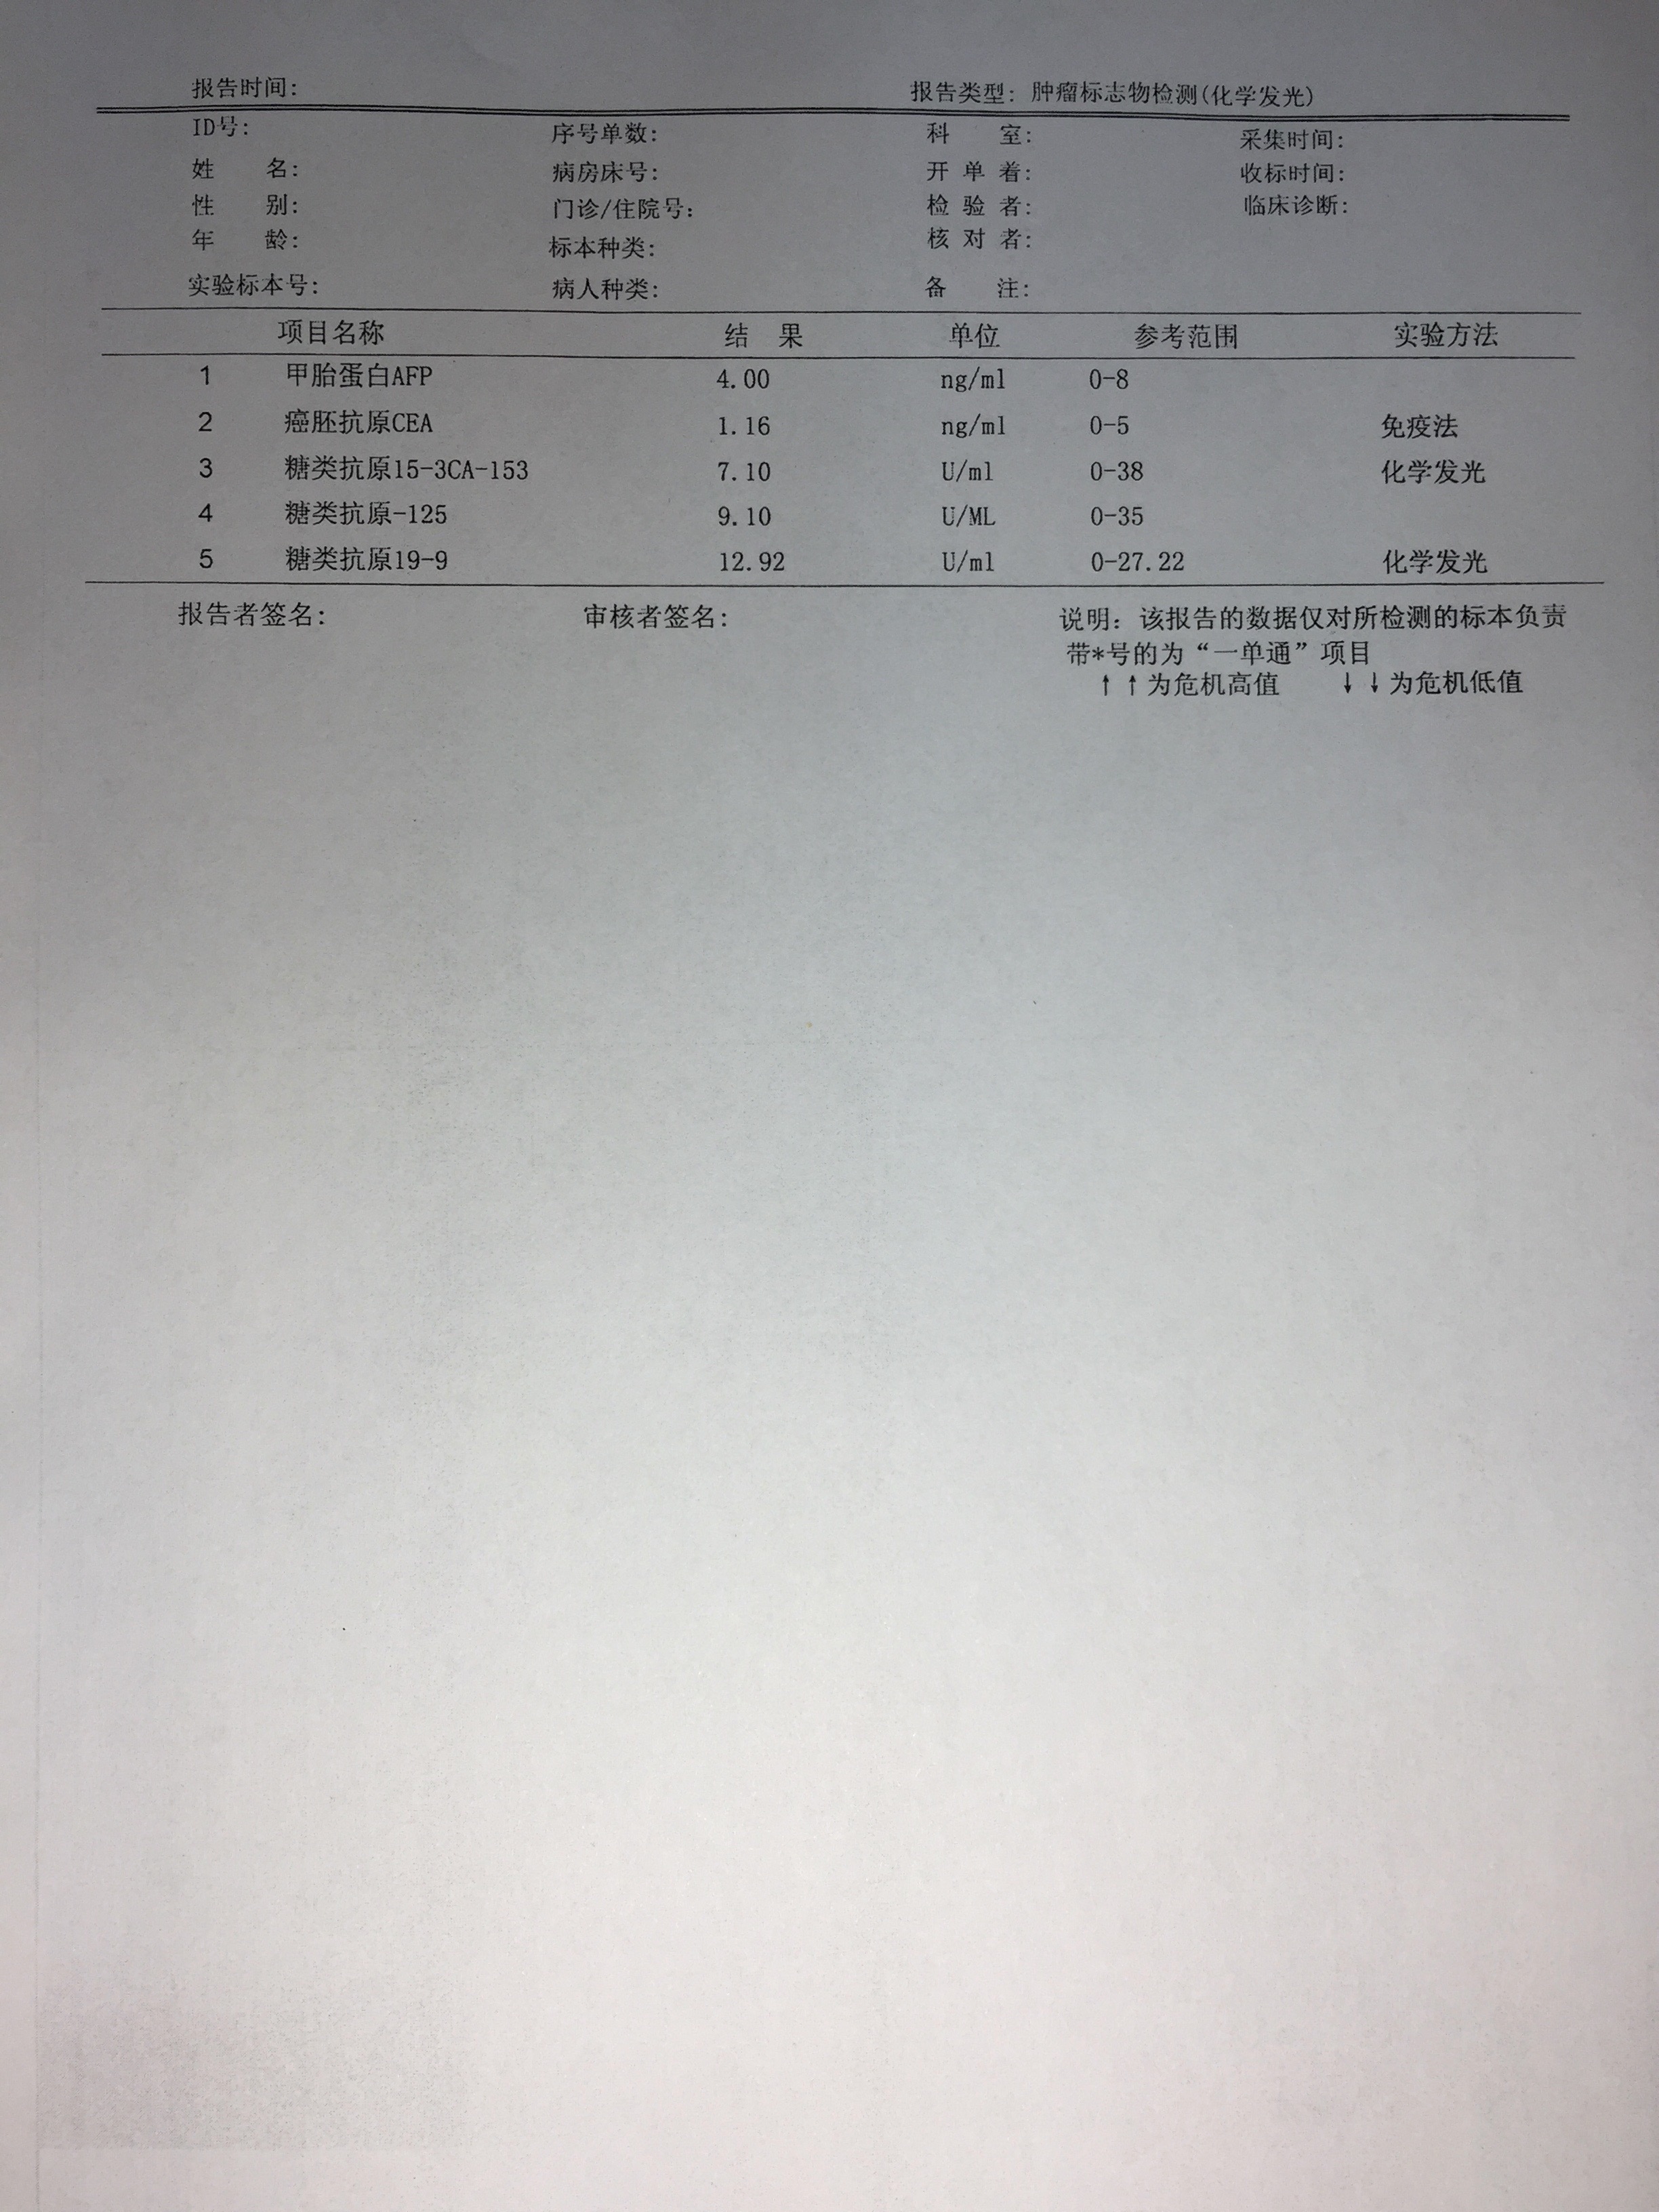 报告时间: 报告类型: 肿瘤标志物检测(化学发光)
ID号: 序号单数: 科 室: 采集时间:
姓 名: 病房床号: 开 单 着: 收标时间:
性 别: 门诊/住院号: 检 验 者: 临床诊断:
年 龄: 标本种类: 核 对 者:
实验标本号: 病人种类: 备 注:
项目名称 结 果 单位 参考范围 实验方法
1 甲胎蛋白AFP 4.00 ng/ml 0-8
2 癌胚抗原CEA 1.16 ng/ml 0-5 免疫法
3 糖类抗原15-3CA-153 7.10 U/ml 0-38 化学发光
4 糖类抗原-125 9.10 U/ML 0-35
5 糖类抗原19-9 12.92 U/ml 0-27.22 化学发光
报告者签名: 审核者签名: 说明: 该报告的数据仅对所检测的标本负责
带*号的为“一单通”项目
↑↑为危机高值 ↓↓为危机低值